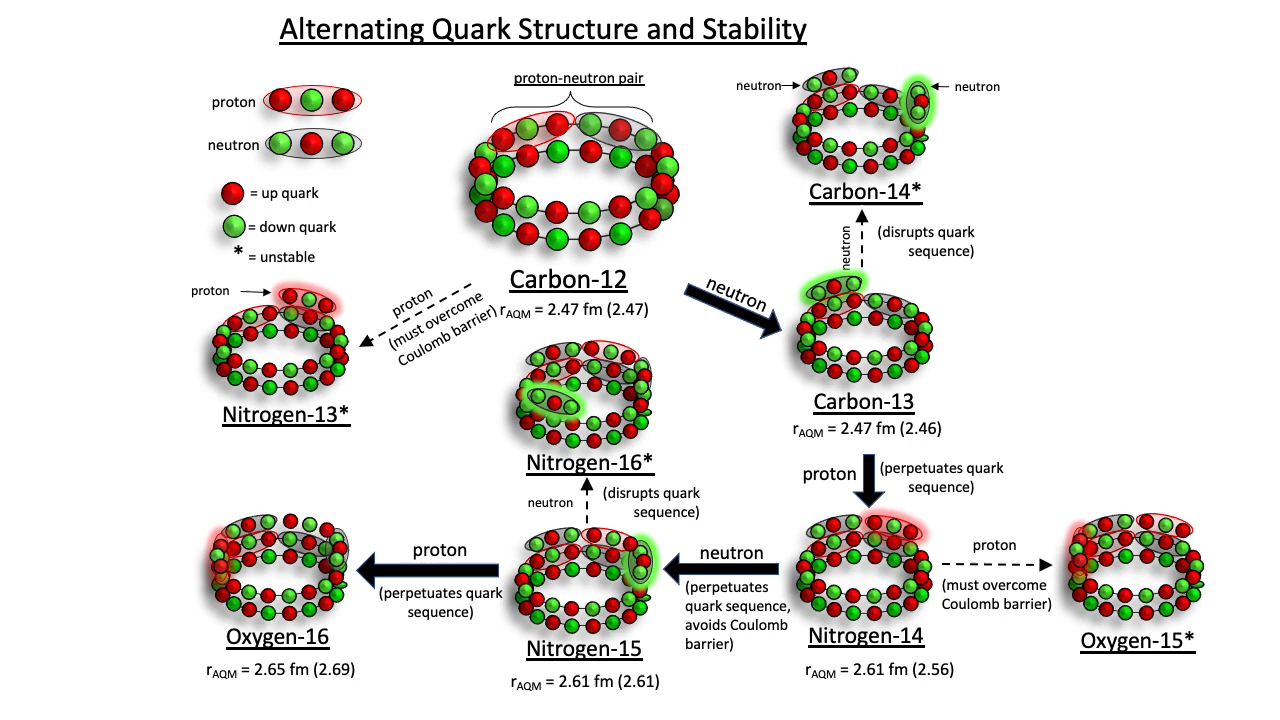 Alternating Quark Structure and Stability
proton-neutron pair
proton
neutron
= up quark
= down quark
* = unstable
neutron
neutron
Carbon-14*
neutron
(disrupts quark
sequence)
Carbon-12
rAQM = 2.47 fm (2.47)
proton
(must overcome
Coulomb barrier)
neutron
proton
Nitrogen-13*
Carbon-13
rAQM = 2.47 fm (2.46)
Nitrogen-16*
neutron
(disrupts quark
sequence)
proton
(perpetuates quark
sequence)
Oxygen-16
rAQM = 2.65 fm (2.69)
proton
(perpetuates quark
sequence)
Nitrogen-15
rAQM = 2.61 fm (2.61)
neutron
(perpetuates
quark sequence,
avoids Coulomb
barrier)
Nitrogen-14
rAQM = 2.61 fm (2.56)
proton
(must overcome
Coulomb barrier)
Oxygen-15*